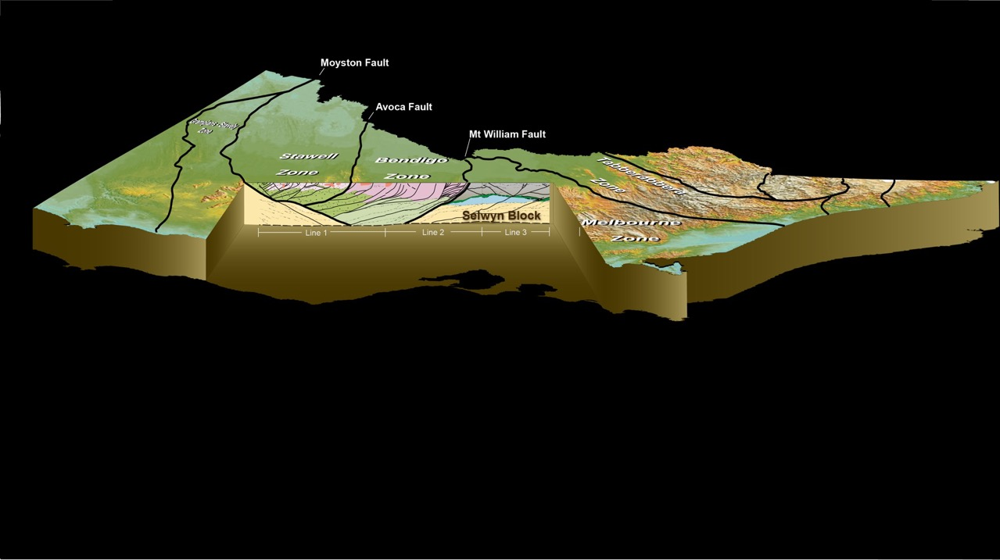 Moyston Fault
Avoca Fault
Mt William Fault
Zone
Stawell
Zone
Bendigo
Zone
Tabberabbera
Zone
Selwyn Block
Melbourne
Zone
Line 1
Line 2
Line 3